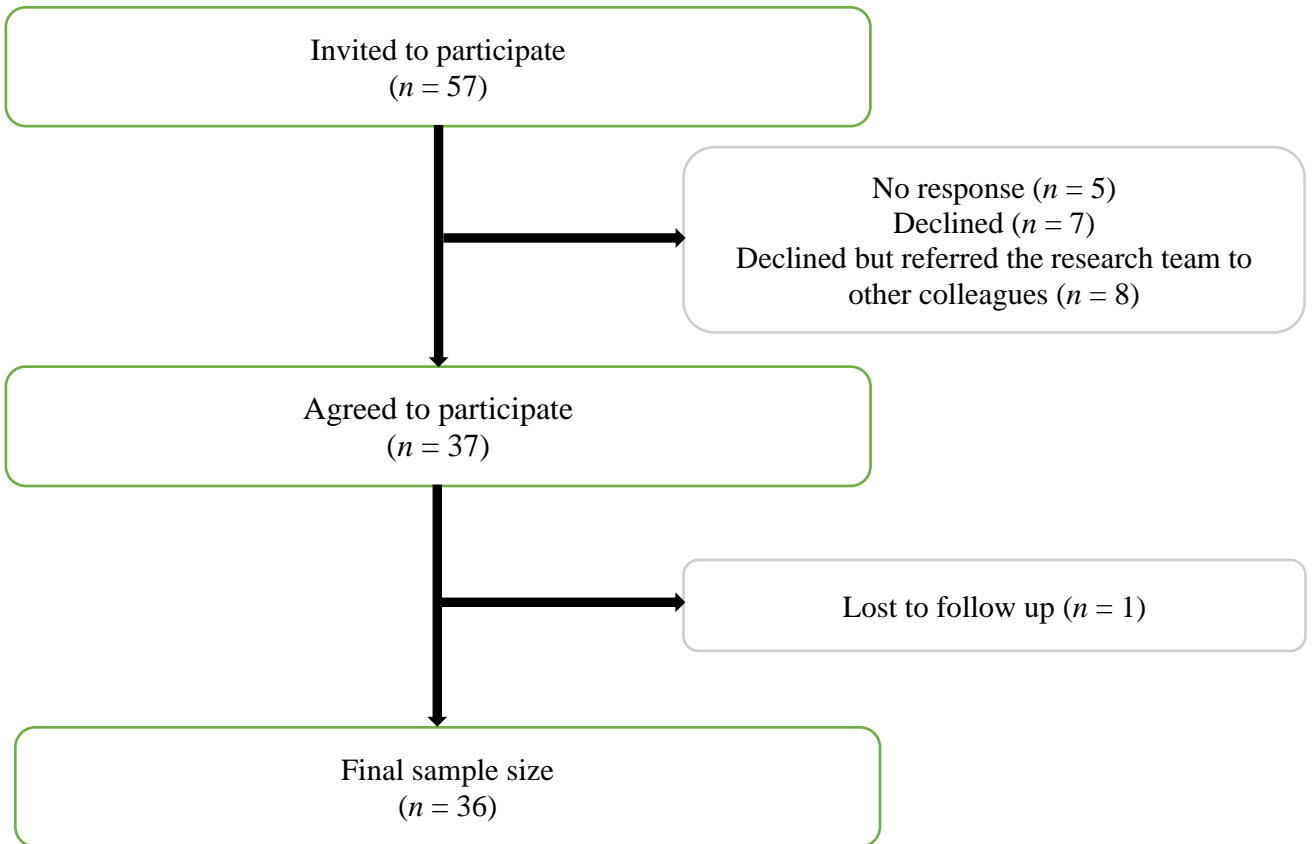 Invited to participate
(n = 57)
No response (n = 5)
Declined (n = 7)
Declined but referred the research team to
other colleagues (n = 8)
Agreed to participate
(n = 37)
Lost to follow up (n = 1)
Final sample size
(n = 36)